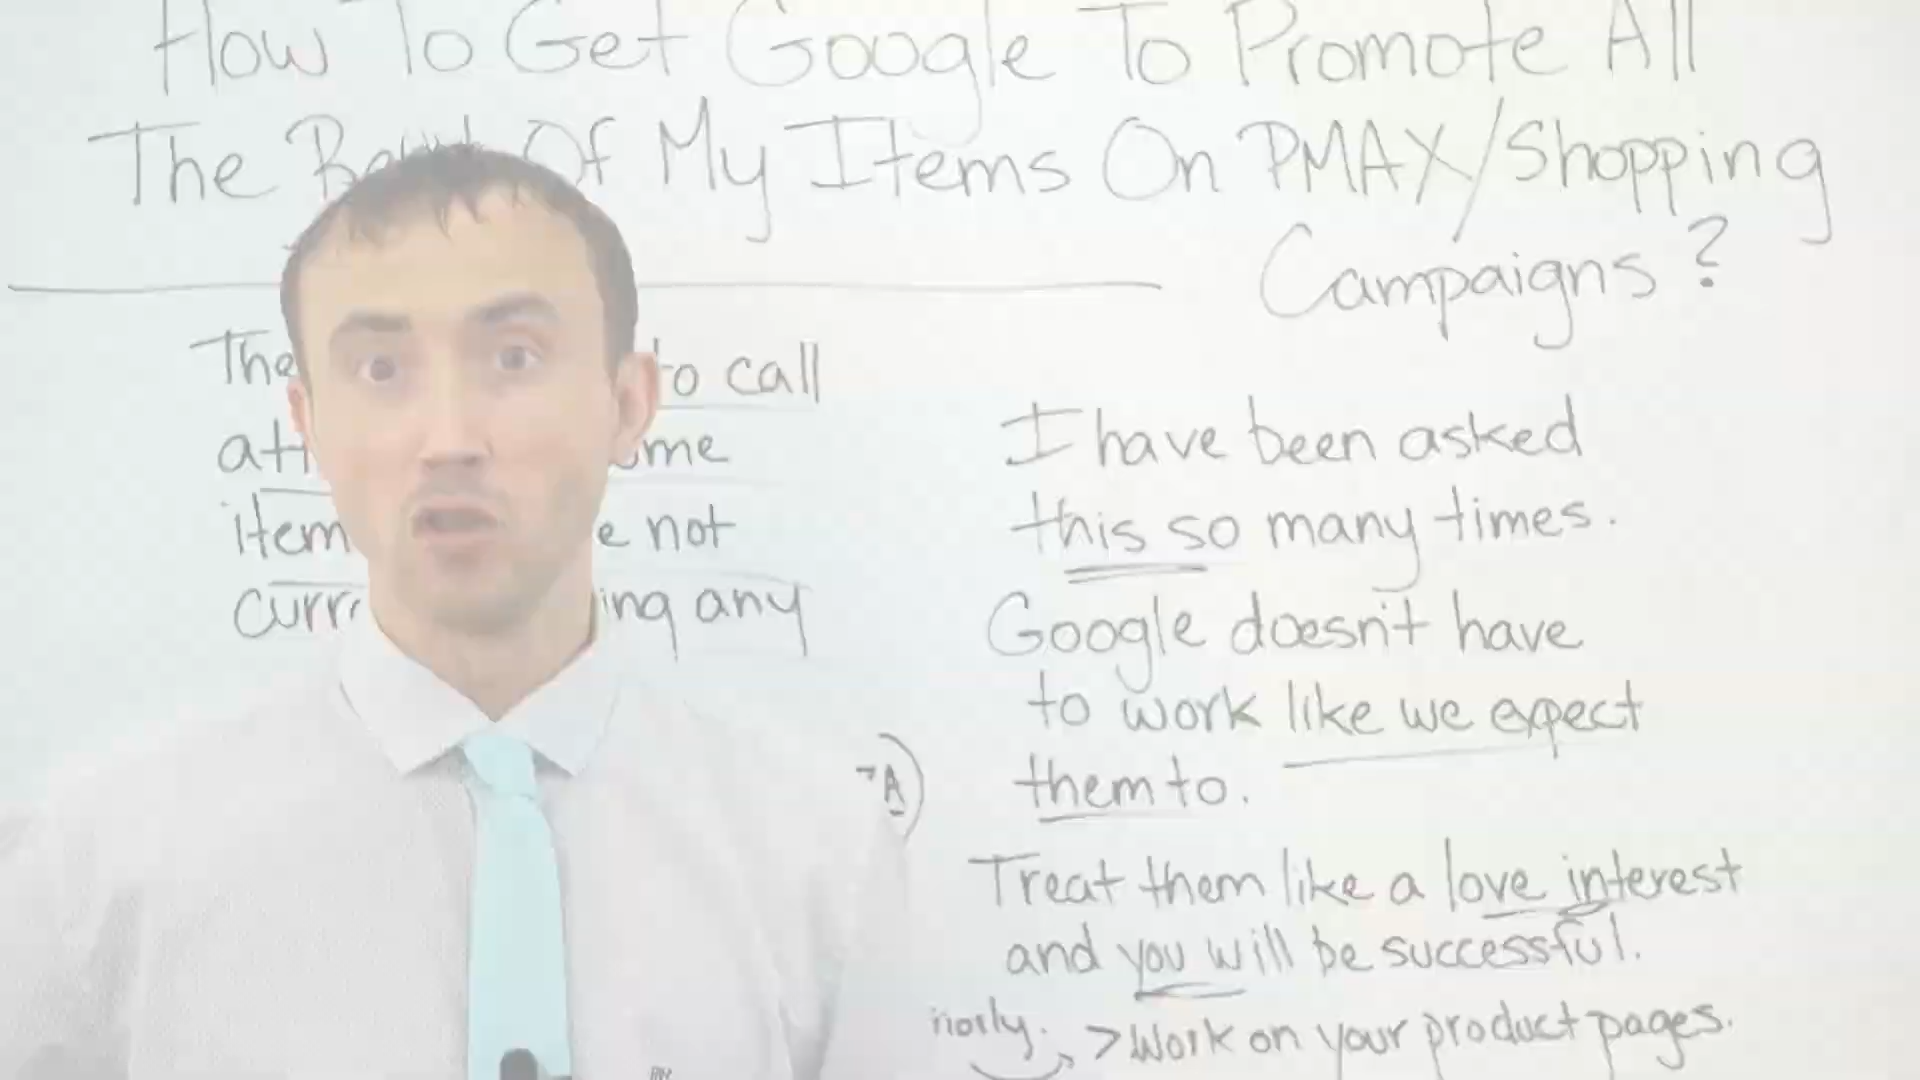 How To Get Google To Promote All
The Of My Items On PMAX/Shopping
Campaigns?
The to call
me
item not
ing any
I have been asked
this so many times.
Google doesn't have
to work like we expect
them to.
A
Treat them like a love interest
and you will be successful.
> Work on your product pages.